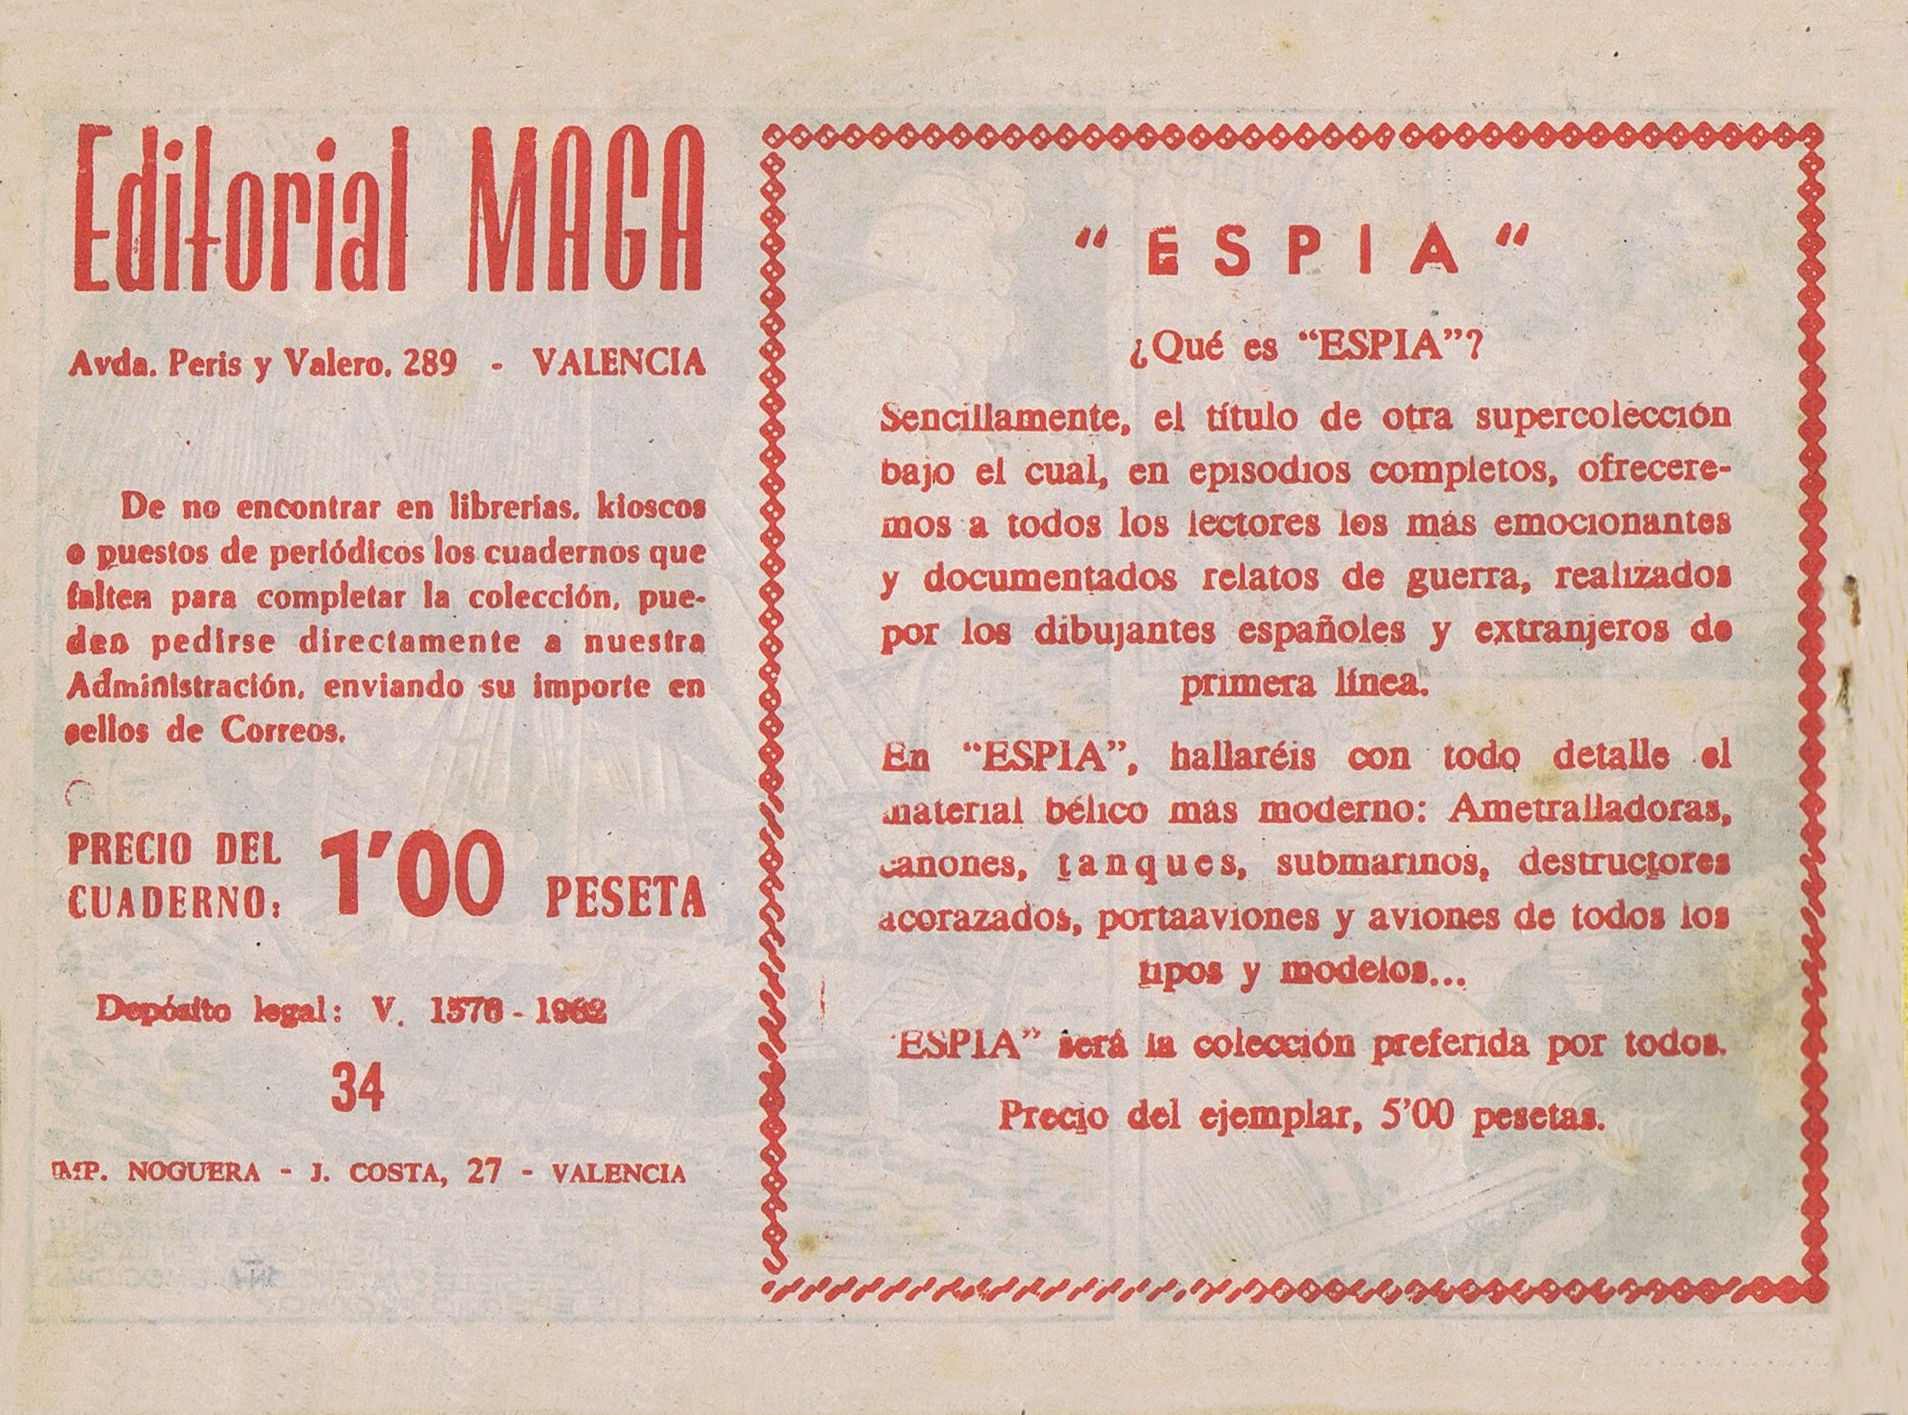 Editorial MAGA
Avda. Peris y Valero, 289 - VALENCIA
De no encontrar en librerías, kioscos
o puestos de periódicos los cuadernos que
falten para completar la colección, pue-
den pedirse directamente a nuestra
Administración, enviando su importe en
sellos de Correos.
PRECIO DEL
CUADERNO: 1'00 PESETA
Depósito legal: V. 1578 - 1962
34
IMP. NOGUERA - J. COSTA, 27 - VALENCIA
"ESPIA"
¿Qué es "ESPIA"?
Sencillamente, el título de otra supercolección
bajo el cual, en episodios completos, ofrecere-
mos a todos los lectores los más emocionantes
y documentados relatos de guerra, realizados
por los dibujantes españoles y extranjeros de
primera línea.
En "ESPIA", hallaréis con todo detalle el
material bélico más moderno: Ametralladoras,
cañones, tanques, submarinos, destructores
acorazados, portaaviones y aviones de todos los
tipos y modelos...
"ESPIA" será la colección preferida por todos.
Precio del ejemplar, 5'00 pesetas.